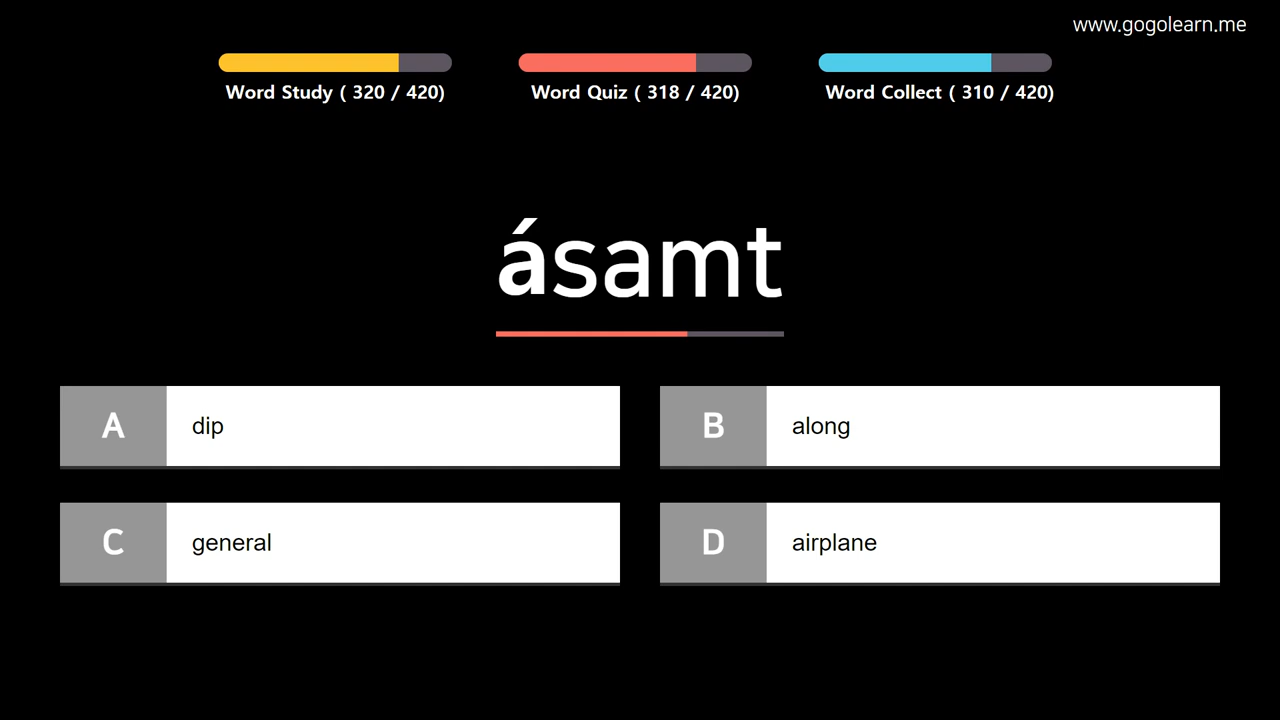 www.gogolearn.me
Word Study ( 320 / 420)
Word Quiz ( 318 / 420)
Word Collect ( 310 / 420)
ásamt
A dip
B along
C general
D airplane